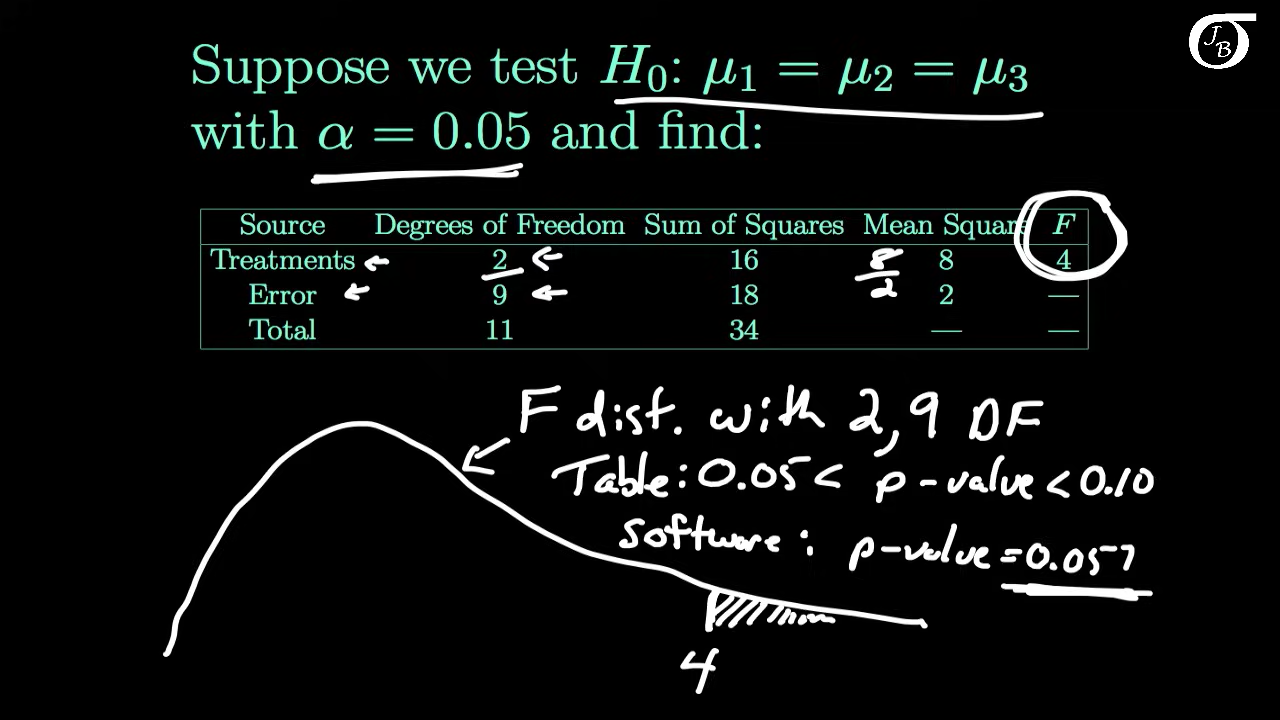 JB
Suppose we test H₀: μ₁ = μ₂ = μ₃
with α = 0.05 and find:
Source Degrees of Freedom Sum of Squares Mean Squar F
Treatments ← 2 ← 16 8/2 8 4
Error ← 9 ← 18 2 —
Total 11 34 — —
F dist. with 2,9 DF
Table: 0.05 < p-value < 0.10
Software: p-value = 0.057
4